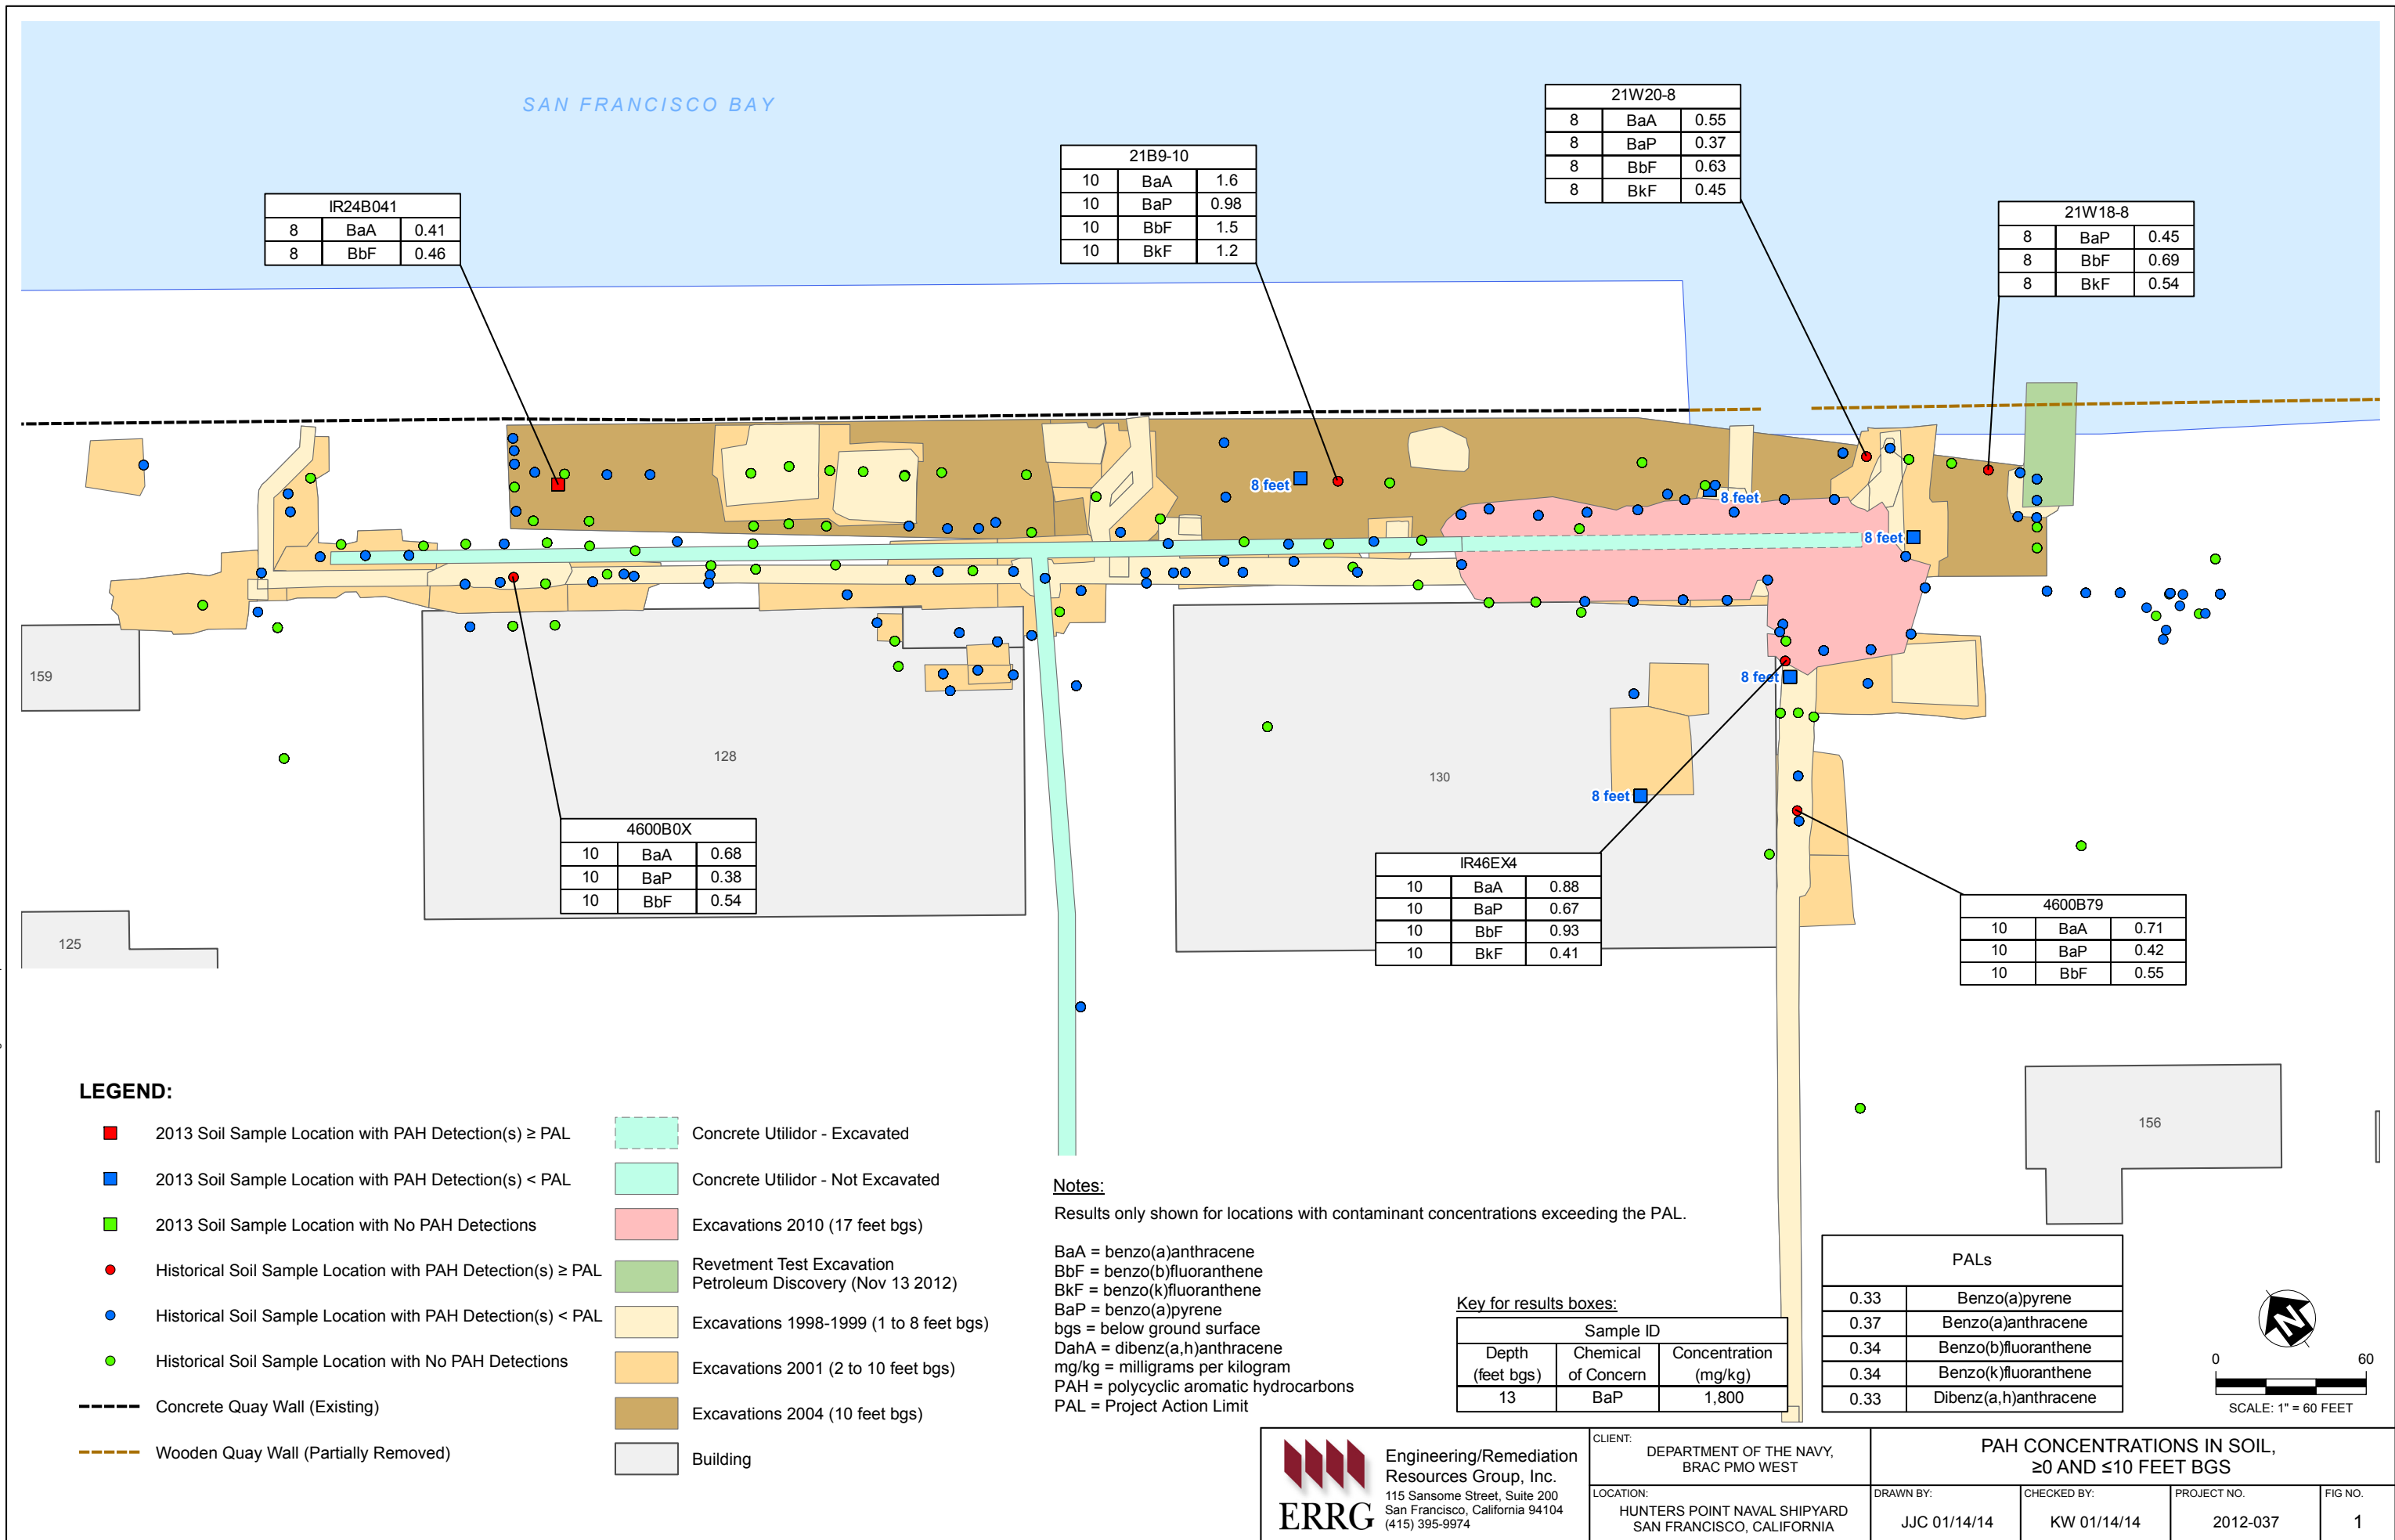 SAN FRANCISCO BAY
IR24B041
8 BaA 0.41
8 BbF 0.46
21B9-10
10 BaA 1.6
10 BaP 0.98
10 BbF 1.5
10 BkF 1.2
21W20-8
8 BaA 0.55
8 BaP 0.37
8 BbF 0.63
8 BkF 0.45
21W18-8
8 BaP 0.45
8 BbF 0.69
8 BkF 0.54
8 feet
8 feet
8 feet
8 feet
8 feet
159
128
130
125
156
4600B0X
10 BaA 0.68
10 BaP 0.38
10 BbF 0.54
IR46EX4
10 BaA 0.88
10 BaP 0.67
10 BbF 0.93
10 BkF 0.41
4600B79
10 BaA 0.71
10 BaP 0.42
10 BbF 0.55
LEGEND:
2013 Soil Sample Location with PAH Detection(s) ≥ PAL
2013 Soil Sample Location with PAH Detection(s) < PAL
2013 Soil Sample Location with No PAH Detections
Historical Soil Sample Location with PAH Detection(s) ≥ PAL
Historical Soil Sample Location with PAH Detection(s) < PAL
Historical Soil Sample Location with No PAH Detections
Concrete Quay Wall (Existing)
Wooden Quay Wall (Partially Removed)
Concrete Utilidor - Excavated
Concrete Utilidor - Not Excavated
Excavations 2010 (17 feet bgs)
Revetment Test Excavation
Petroleum Discovery (Nov 13 2012)
Excavations 1998-1999 (1 to 8 feet bgs)
Excavations 2001 (2 to 10 feet bgs)
Excavations 2004 (10 feet bgs)
Building
Notes:
Results only shown for locations with contaminant concentrations exceeding the PAL.
BaA = benzo(a)anthracene
BbF = benzo(b)fluoranthene
BkF = benzo(k)fluoranthene
BaP = benzo(a)pyrene
bgs = below ground surface
DahA = dibenz(a,h)anthracene
mg/kg = milligrams per kilogram
PAH = polycyclic aromatic hydrocarbons
PAL = Project Action Limit
Key for results boxes:
Sample ID
Depth (feet bgs) Chemical of Concern Concentration (mg/kg)
13 BaP 1,800
PALs
0.33 Benzo(a)pyrene
0.37 Benzo(a)anthracene
0.34 Benzo(b)fluoranthene
0.34 Benzo(k)fluoranthene
0.33 Dibenz(a,h)anthracene
N
0 60
SCALE: 1" = 60 FEET
ERRG
Engineering/Remediation
Resources Group, Inc.
115 Sansome Street, Suite 200
San Francisco, California 94104
(415) 395-9974
CLIENT:
DEPARTMENT OF THE NAVY,
BRAC PMO WEST
LOCATION:
HUNTERS POINT NAVAL SHIPYARD
SAN FRANCISCO, CALIFORNIA
PAH CONCENTRATIONS IN SOIL,
≥0 AND ≤10 FEET BGS
DRAWN BY:
JJC 01/14/14
CHECKED BY:
KW 01/14/14
PROJECT NO.
2012-037
FIG NO.
1